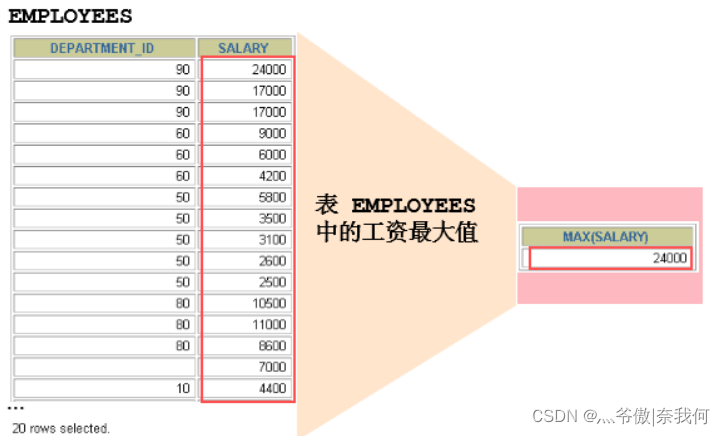 EMPLOYEES
DEPARTMENT_ID SALARY
90 24000
90 17000
90 17000
60 9000
60 6000
60 4200
50 5800
50 3500
50 3100
50 2600
50 2500
80 10500
80 11000
80 8600
7000
10 4400
...
20 rows selected.
表 EMPLOYEES
中的工资最大值
MAX(SALARY)
24000
CSDN @灬爷傲|奈我何